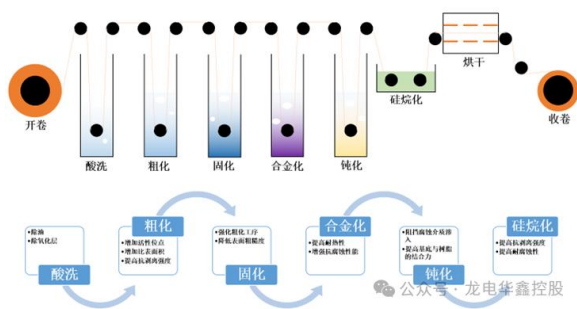 烘干
硅烷化
开卷
收卷
酸洗
粗化
固化
合金化
钝化
•除油
•除氧化层
酸洗
粗化
•增加活性位点
•增加比表面积
•提高抗剥离强度
•强化粗化工序
•降低表面粗糙度
固化
合金化
•提高耐热性
•增强抗腐蚀性能
•阻挡腐蚀介质渗
入
•提高基底与树脂
的结合力
钝化
硅烷化
•提高抗剥离强度
•提高耐腐蚀性
公众号·龙电华鑫控股